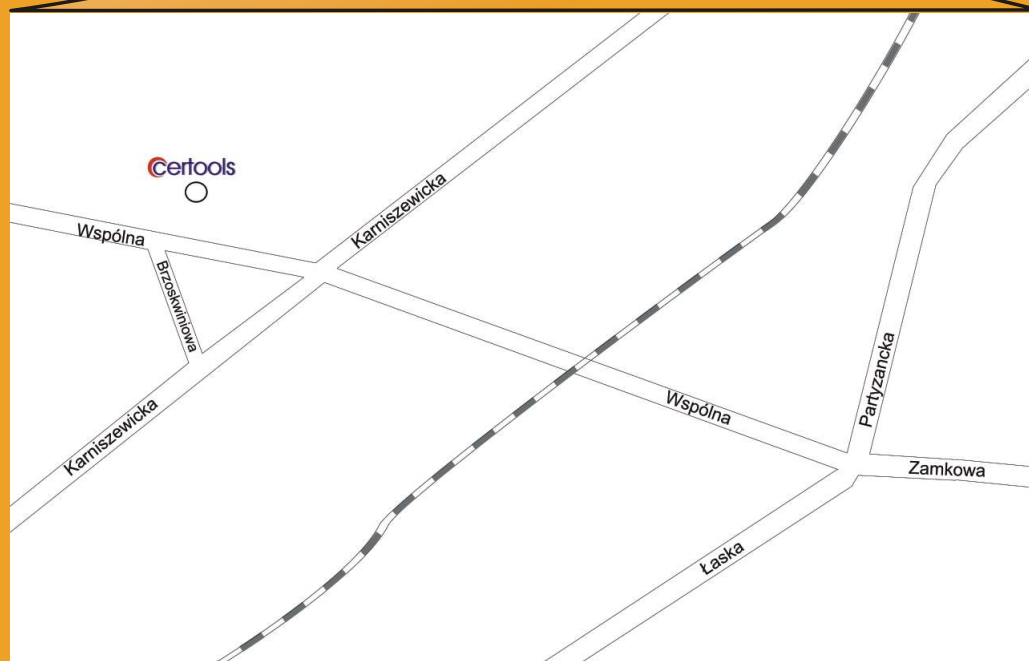 certools
Wspólna
Karniszewicka
Brzoskwiniowa
Karniszewicka
Wspólna
Partyzancka
Zamkowa
Łaska